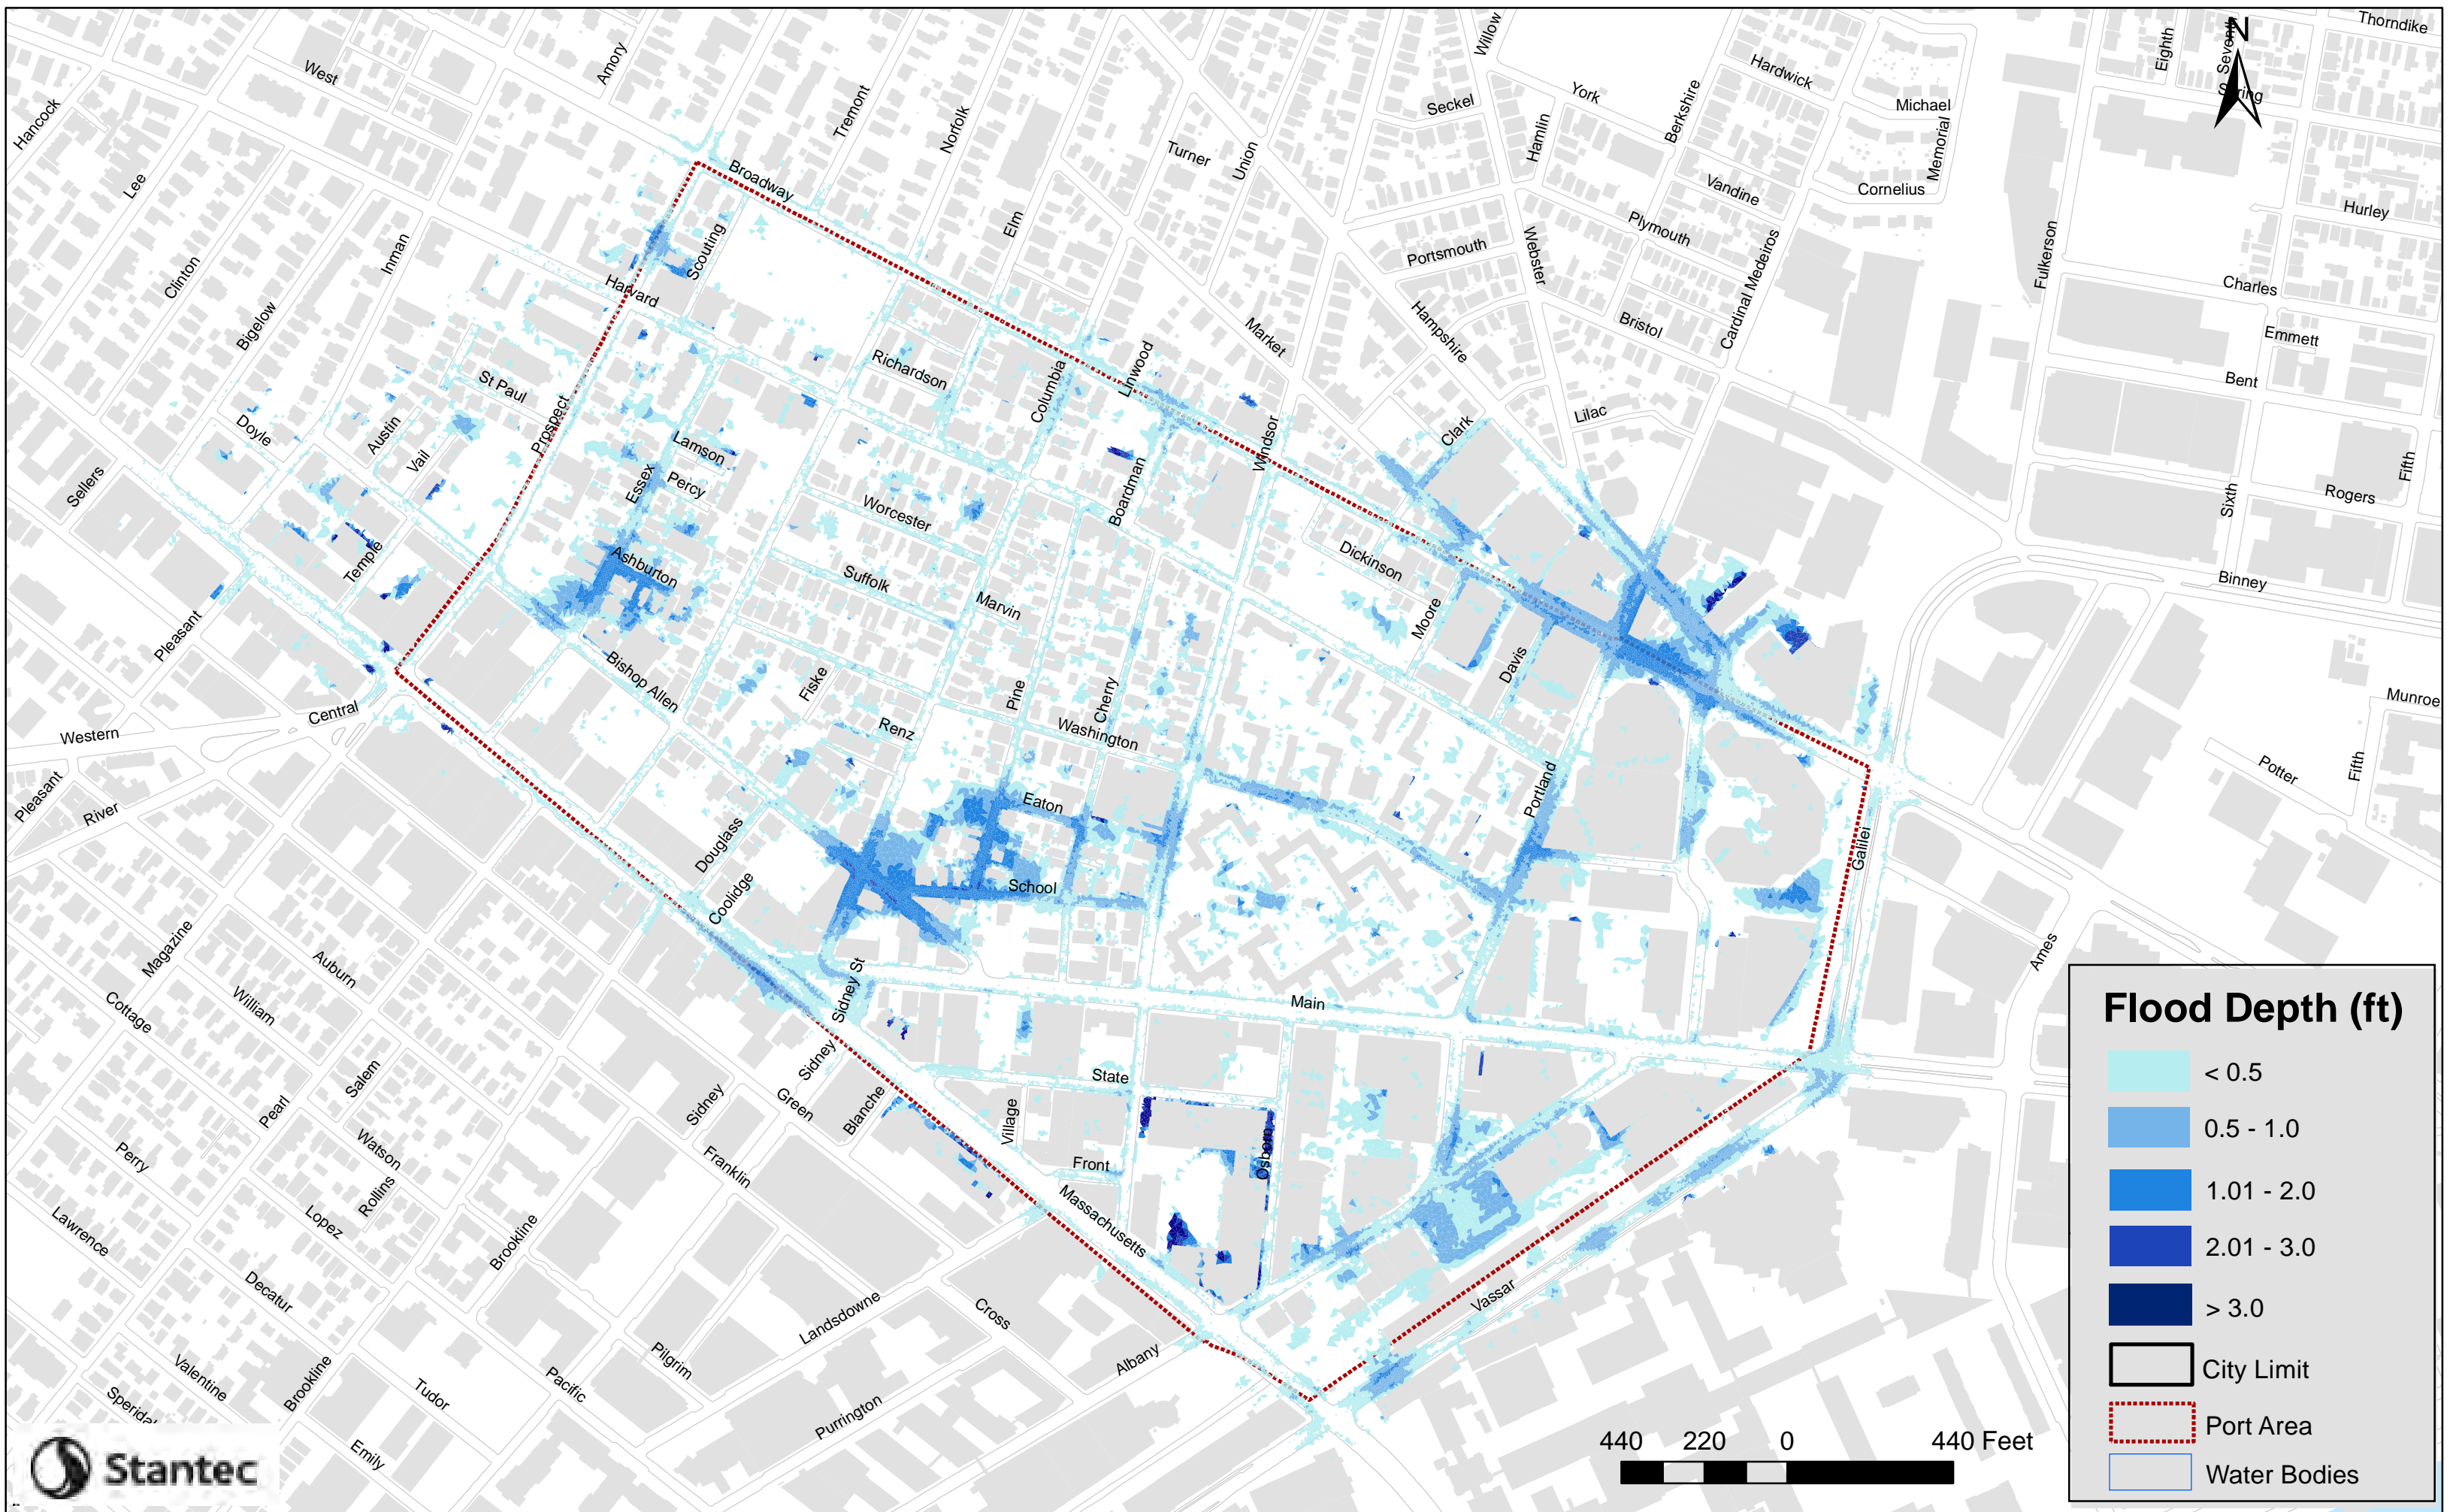 Thorndike
Eighth
Seventh
N
Spring
Willow
Amory
West
Hancock
Tremont
Norfolk
Seckel
York
Berkshire
Hardwick
Michael
Memorial
Hamlin
Turner
Union
Lee
Broadway
Vandine
Cornelius
Hurley
Elm
Plymouth
Portsmouth
Webster
Cardinal Medeiros
Fulkerson
Inman
Scouting
Clinton
Harvard
Charles
Bigelow
Market
Hampshire
Bristol
Emmett
Richardson
Columbia
Linwood
Bent
St Paul
Prospect
Doyle
Austin
Vail
Lamson
Percy
Essex
Windsor
Clark
Lilac
Fifth
Sellers
Boardman
Worcester
Sixth
Rogers
Temple
Ashburton
Suffolk
Marvin
Dickinson
Moore
Binney
Pleasant
Bishop Allen
Fiske
Pine
Cherry
Davis
Munroe
Central
Western
Renz
Washington
Portland
Potter
Fifth
Pleasant
River
Eaton
Douglass
Galilei
School
Coolidge
Magazine
Auburn
William
Cottage
Sidney St
Main
Ames
Sidney
State
Salem
Pearl
Green
Sidney
Blanche
Village
Watson
Perry
Front
Osborn
Franklin
Rollins
Lopez
Massachusetts
Lawrence
Brookline
Decatur
Vassar
Landsdowne
Cross
Albany
Valentine
Brookline
Pilgrim
Pacific
Tudor
Purrington
Emily
Stantec
440 220 0 440 Feet
Flood Depth (ft)
< 0.5
0.5 - 1.0
1.01 - 2.0
2.01 - 3.0
> 3.0
City Limit
Port Area
Water Bodies